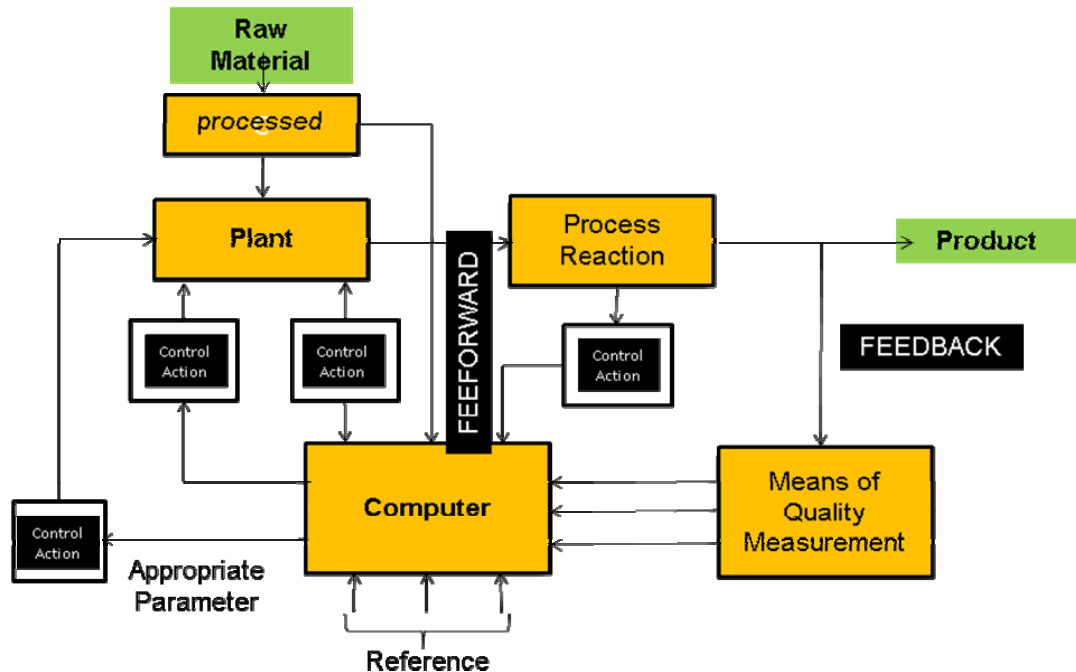 Raw
Material
processed
Plant
Process
Reaction
Product
Control
Action
Control
Action
FEEFORWARD
Control
Action
FEEDBACK
Computer
Means of
Quality
Measurement
Control
Action
Appropriate
Parameter
Reference